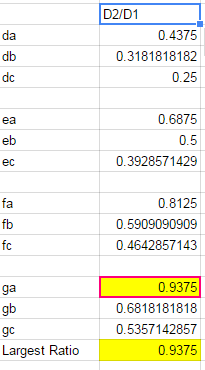 D2/D1
da 0.4375
db 0.3181818182
dc 0.25
ea 0.6875
eb 0.5
ec 0.3928571429
fa 0.8125
fb 0.5909090909
fc 0.4642857143
ga 0.9375
gb 0.6818181818
gc 0.5357142857
Largest Ratio 0.9375